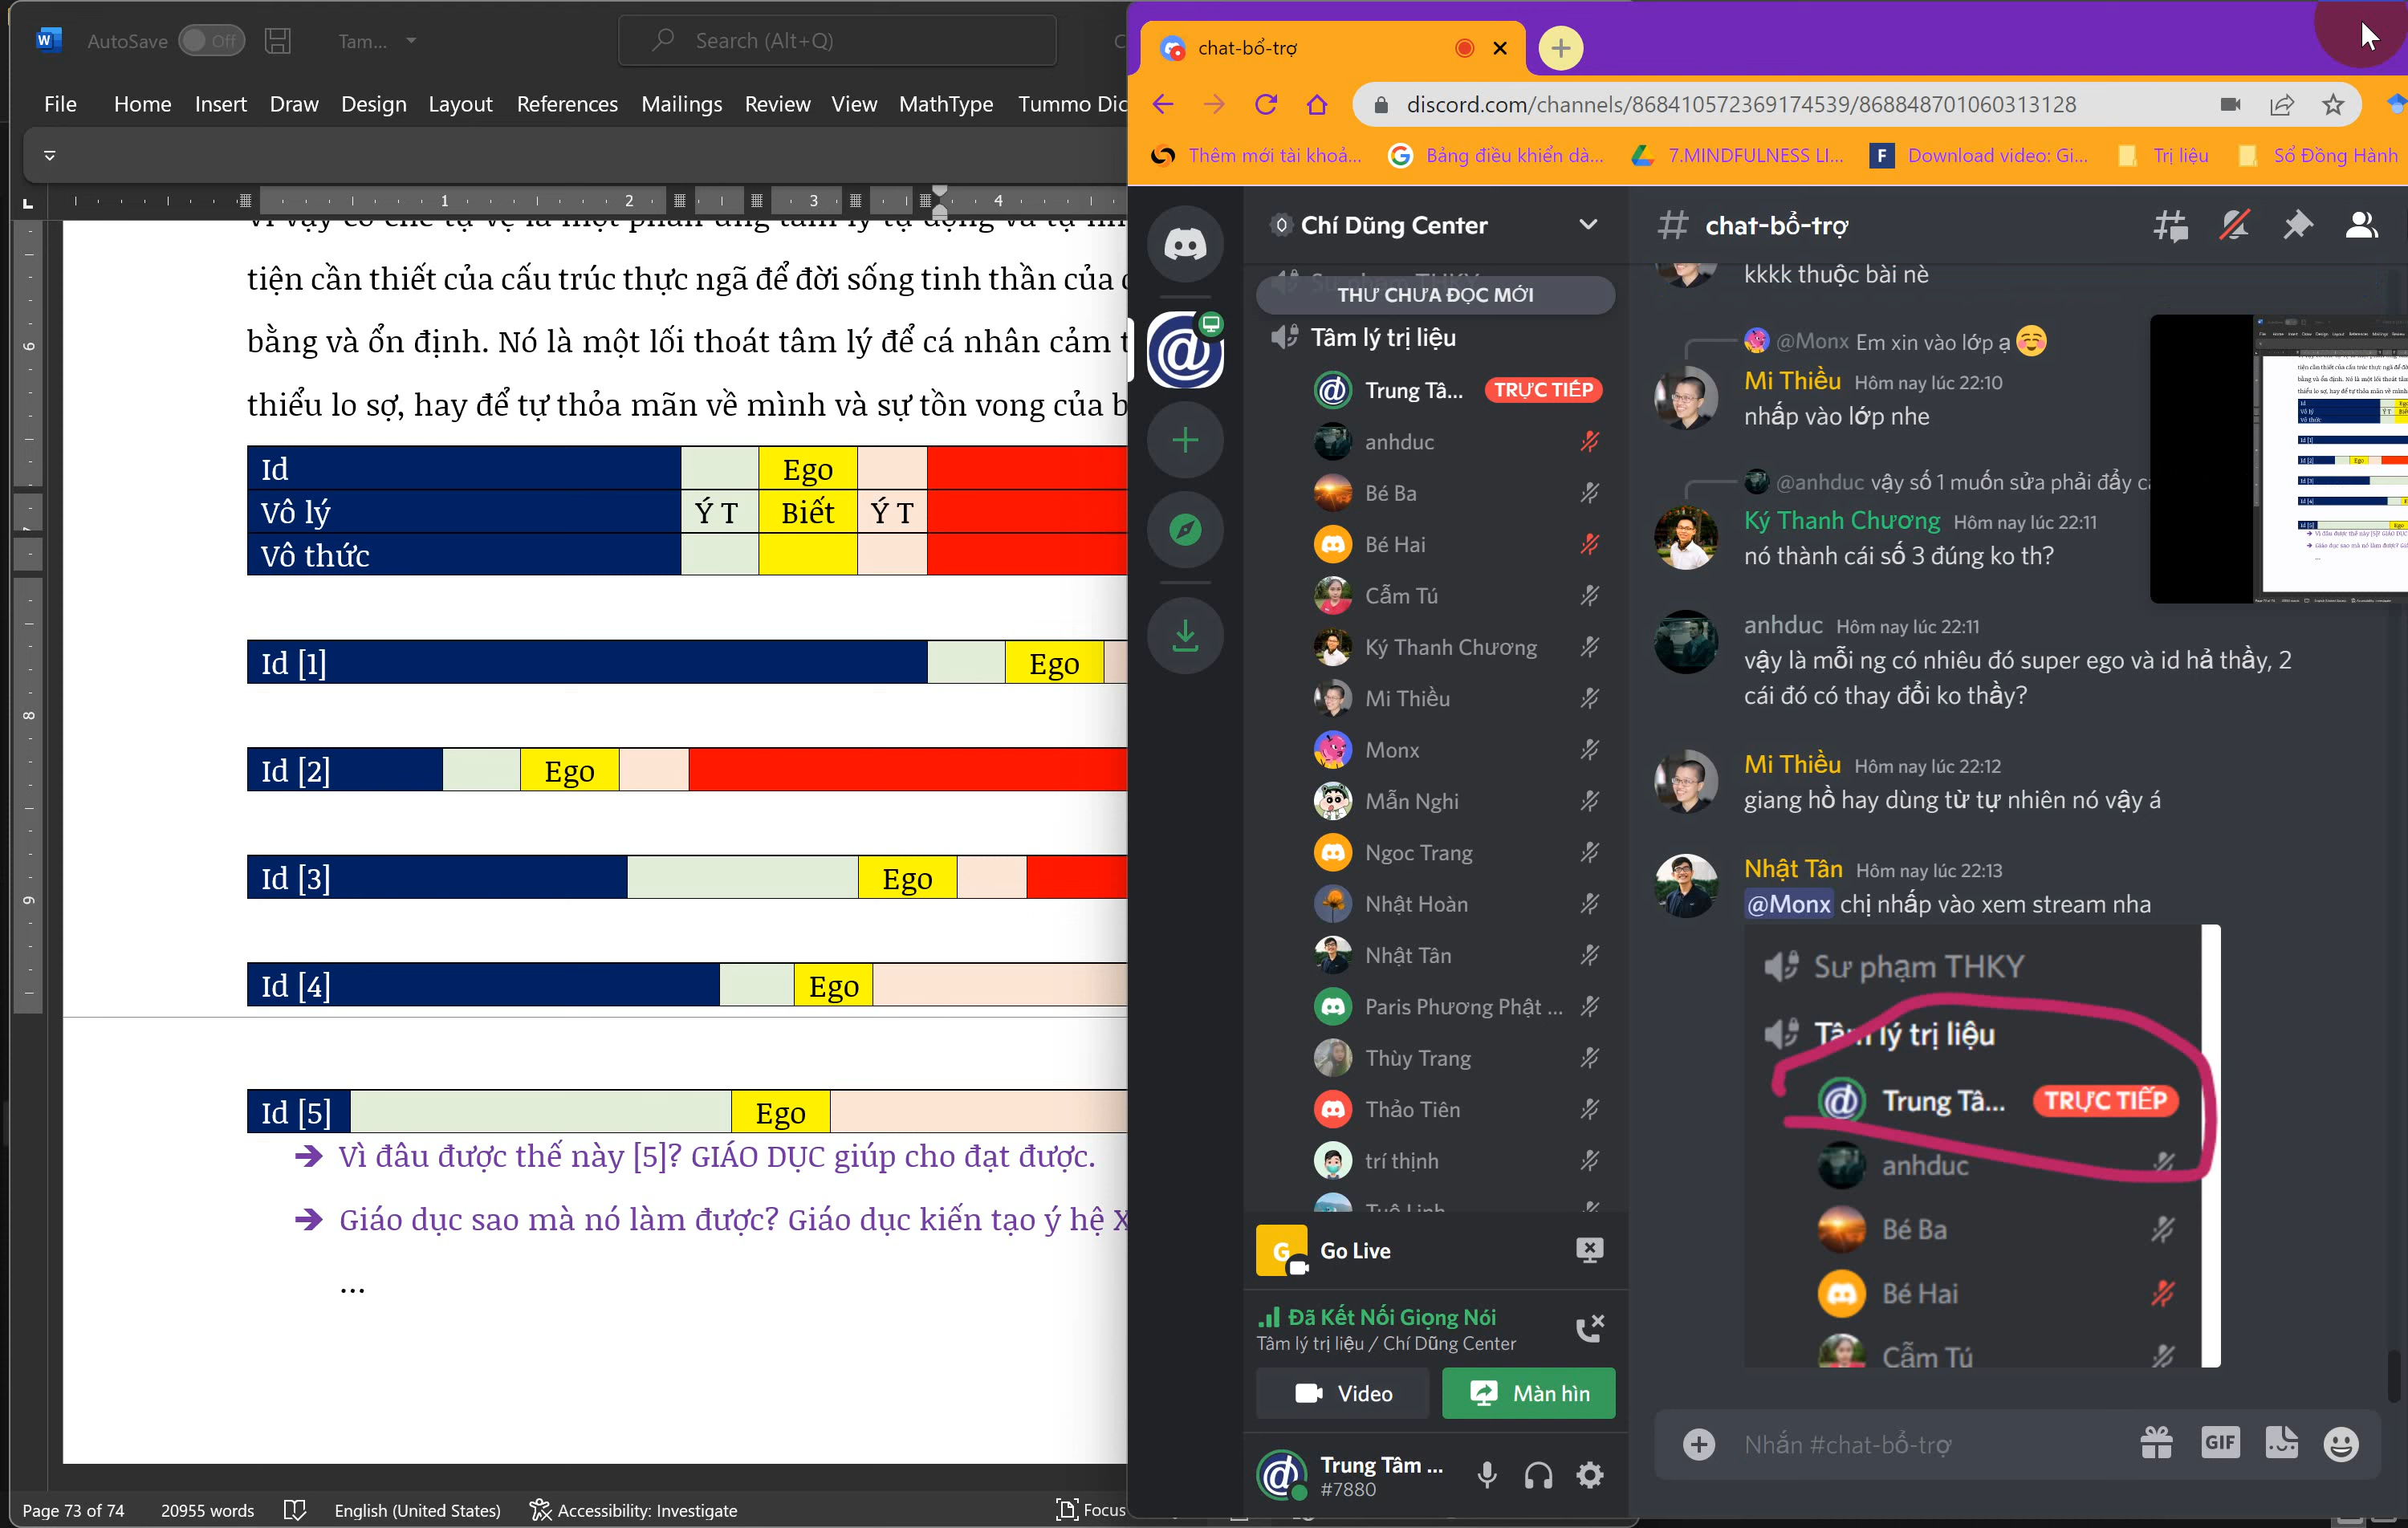 AutoSave Off Tam... Search (Alt+Q)
File Home Insert Draw Design Layout References Mailings Review View MathType Tummo Dic
1 2 3 4
tiện cần thiết của cấu trúc thực ngã để đời sống tinh thần của c
bằng và ổn định. Nó là một lối thoát tâm lý để cá nhân cảm t
thiểu lo sợ, hay để tự thỏa mãn về mình và sự tồn vong của b
Id Ego
Vô lý Ý T Biết Ý T
Vô thức
Id [1] Ego
Id [2] Ego
Id [3] Ego
Id [4] Ego
Id [5] Ego
➔ Vì đâu được thế này [5]? GIÁO DỤC giúp cho đạt được.
➔ Giáo dục sao mà nó làm được? Giáo dục kiến tạo ý hệ X
...
Page 73 of 74 20955 words English (United States) Accessibility: Investigate Focus
chat-bổ-trợ
discord.com/channels/868410572369174539/868848701060313128
Thêm mới tài khoả... Bảng điều khiển dà... 7.MINDFULNESS LI... Download video: Gi... Trị liệu Sổ Đồng Hành
Chí Dũng Center
THƯ CHƯA ĐỌC MỚI
Tâm lý trị liệu
Trung Tâ... TRỰC TIẾP
anhduc
Bé Ba
Bé Hai
Cẩm Tú
Ký Thanh Chương
Mi Thiều
Monx
Mẫn Nghi
Ngoc Trang
Nhật Hoàn
Nhật Tân
Paris Phương Phật ...
Thùy Trang
Thảo Tiên
trí thịnh
Tuệ Linh
Go Live
Đã Kết Nối Giọng Nói
Tâm lý trị liệu / Chí Dũng Center
Video Màn hìn
Trung Tâm ...
#7880
chat-bổ-trợ
kkkk thuộc bài nè
@Monx Em xin vào lớp ạ
Mi Thiều Hôm nay lúc 22:10
nhấp vào lớp nhe
@anhduc vậy số 1 muốn sửa phải đẩy
Ký Thanh Chương Hôm nay lúc 22:11
nó thành cái số 3 đúng ko th?
anhduc Hôm nay lúc 22:11
vậy là mỗi ng có nhiêu đó super ego và id hả thầy, 2
cái đó có thay đổi ko thầy?
Mi Thiều Hôm nay lúc 22:12
giang hồ hay dùng từ tự nhiên nó vậy á
Nhật Tân Hôm nay lúc 22:13
@Monx chị nhấp vào xem stream nha
Sư phạm THKY
Tâm lý trị liệu
Trung Tâ... TRỰC TIẾP
anhduc
Bé Ba
Bé Hai
Cẩm Tú
Nhắn #chat-bổ-trợ
GIF